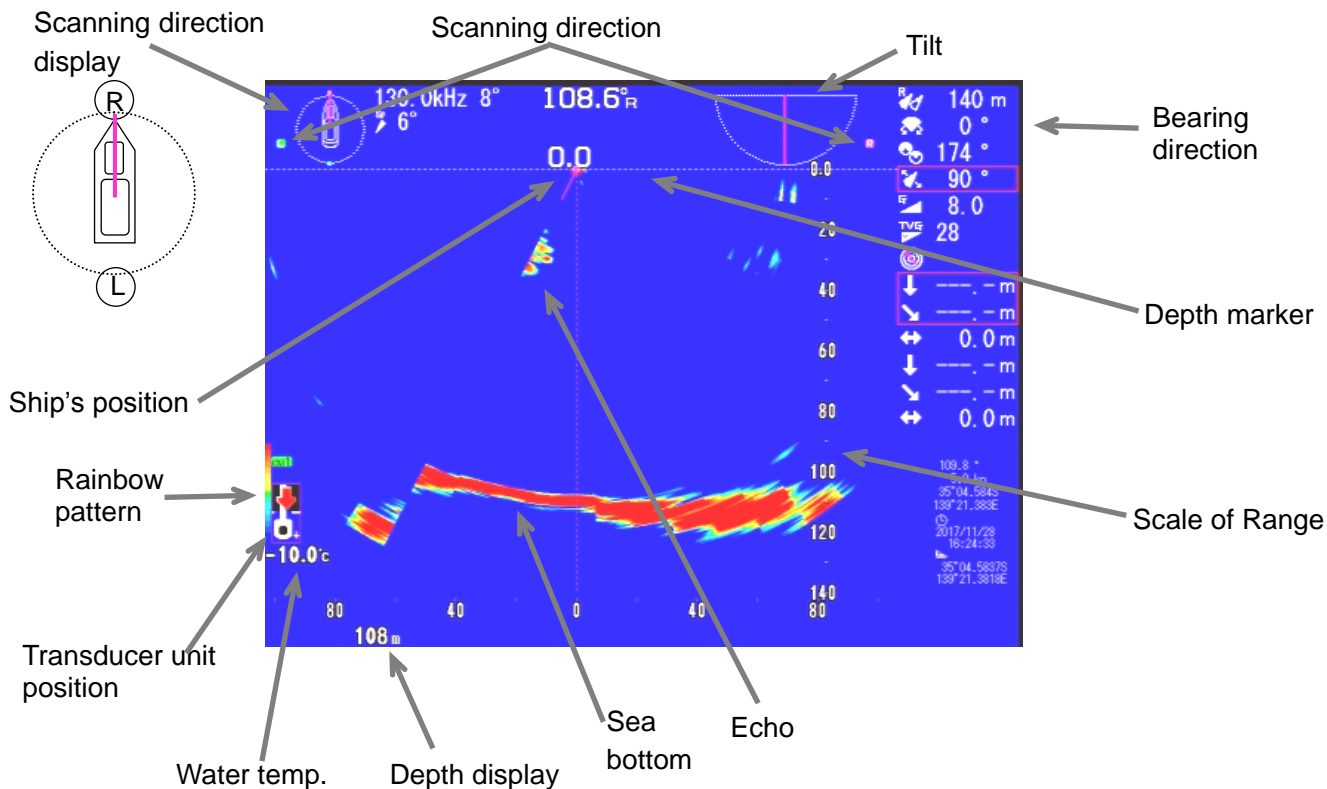 Scanning direction
display
Scanning direction
Tilt
Bearing
direction
R
L
130.0kHz 8°
6°
108.6°R
0.0
R
R 140 m
0 °
174 °
90 °
8.0
TVG 28
---.-m
---.-m
0.0m
---.-m
---.-m
0.0m
0.0
20
40
60
80
100
120
140
Depth marker
Ship's position
Rainbow
pattern
Scale of Range
109.8 °
35°04.584S
139°21.383E
2017/11/28
16:24:33
35°04.5837S
139°21.3818E
-10.0°c
80 40 0 40 80
108m
Transducer unit
position
Water temp.
Depth display
Sea
bottom
Echo